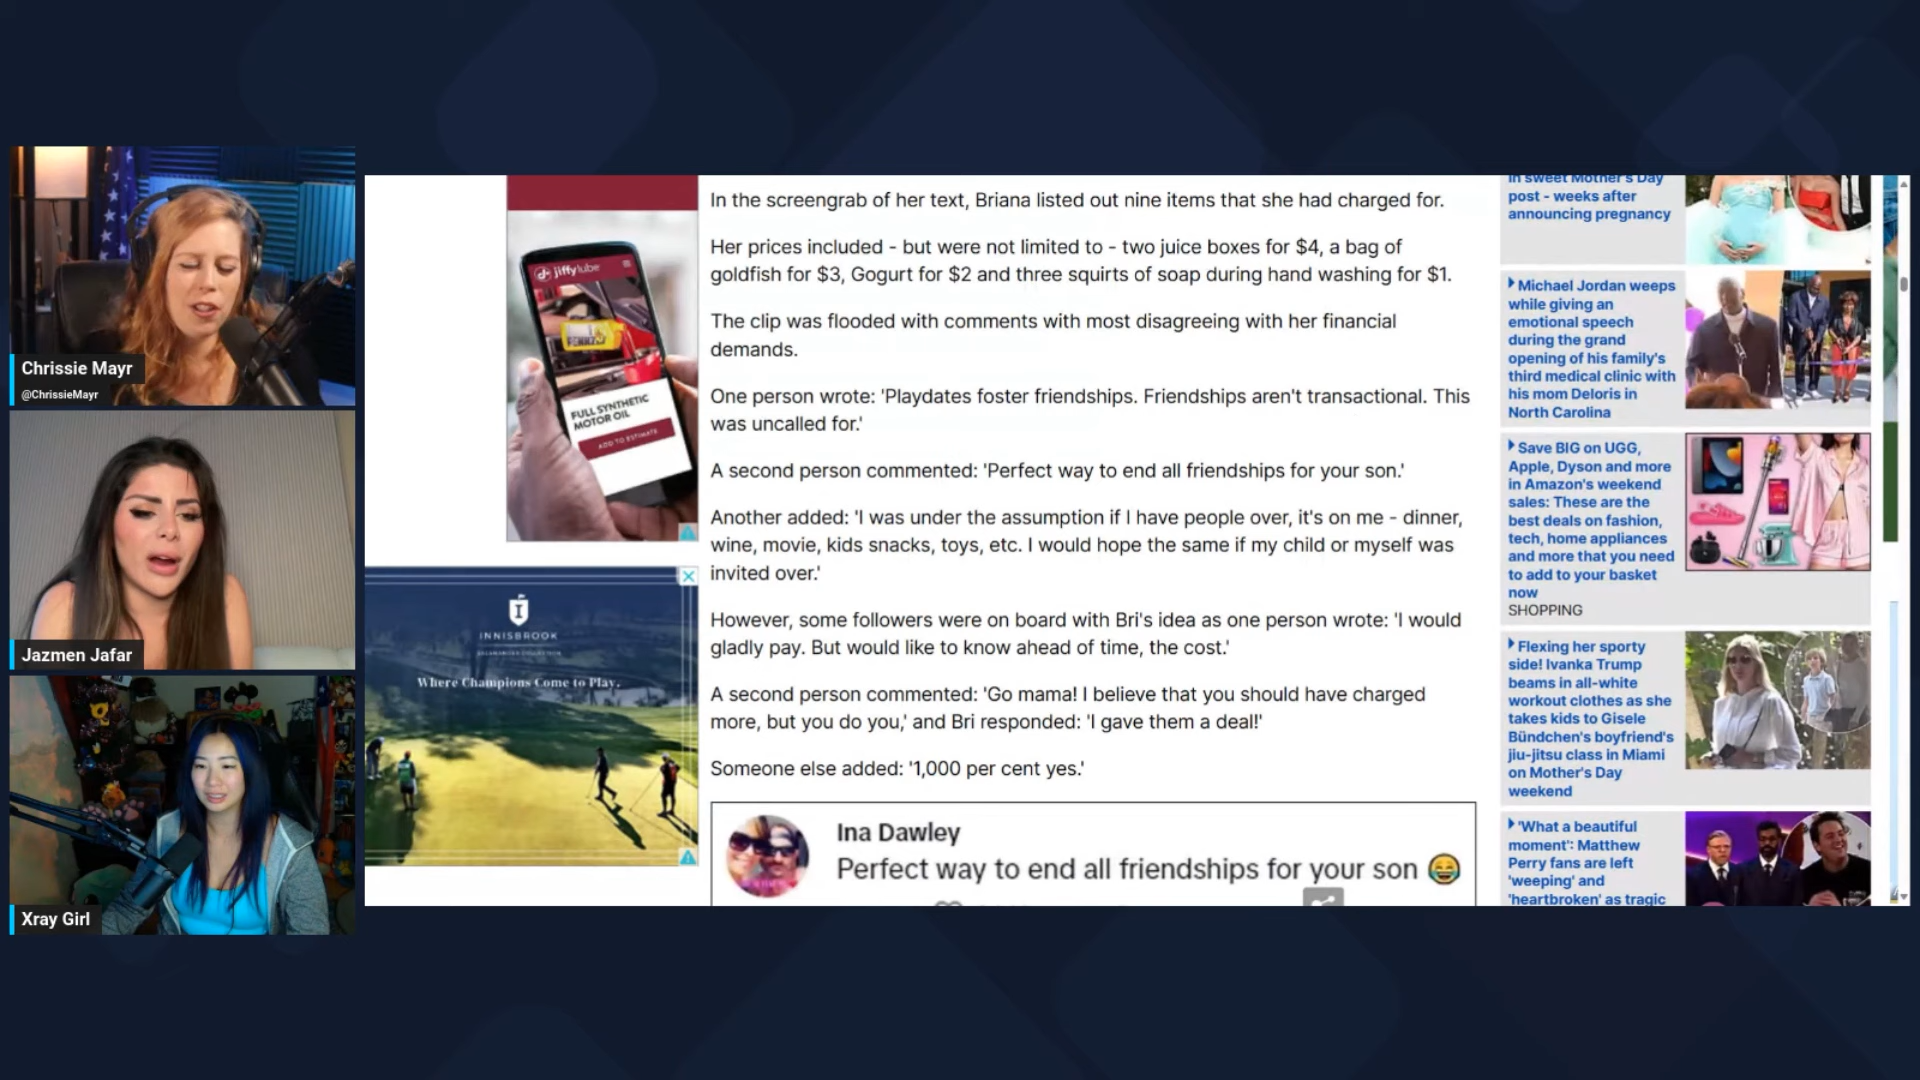 Chrissie Mayr
@ChrissieMayr
Jazmen Jafar
Xray Girl
jiffylube
FULL SYNTHETIC
MOTOR OIL
ADD TO ESTIMATE
INNISBROOK
Where Champions Come to Play.
In the screengrab of her text, Briana listed out nine items that she had charged for.
Her prices included - but were not limited to - two juice boxes for $4, a bag of
goldfish for $3, Gogurt for $2 and three squirts of soap during hand washing for $1.
The clip was flooded with comments with most disagreeing with her financial
demands.
One person wrote: 'Playdates foster friendships. Friendships aren't transactional. This
was uncalled for.'
A second person commented: 'Perfect way to end all friendships for your son.'
Another added: 'I was under the assumption if I have people over, it's on me - dinner,
wine, movie, kids snacks, toys, etc. I would hope the same if my child or myself was
invited over.'
However, some followers were on board with Bri's idea as one person wrote: 'I would
gladly pay. But would like to know ahead of time, the cost.'
A second person commented: 'Go mama! I believe that you should have charged
more, but you do you,' and Bri responded: 'I gave them a deal!'
Someone else added: '1,000 per cent yes.'
Ina Dawley
Perfect way to end all friendships for your son 😂
in sweet Mother's Day
post - weeks after
announcing pregnancy
Michael Jordan weeps
while giving an
emotional speech
during the grand
opening of his family's
third medical clinic with
his mom Deloris in
North Carolina
Save BIG on UGG,
Apple, Dyson and more
in Amazon's weekend
sales: These are the
best deals on fashion,
tech, home appliances
and more that you need
to add to your basket
now
SHOPPING
Flexing her sporty
side! Ivanka Trump
beams in all-white
workout clothes as she
takes kids to Gisele
Bündchen's boyfriend's
jiu-jitsu class in Miami
on Mother's Day
weekend
'What a beautiful
moment': Matthew
Perry fans are left
'weeping' and
'heartbroken' as tragic